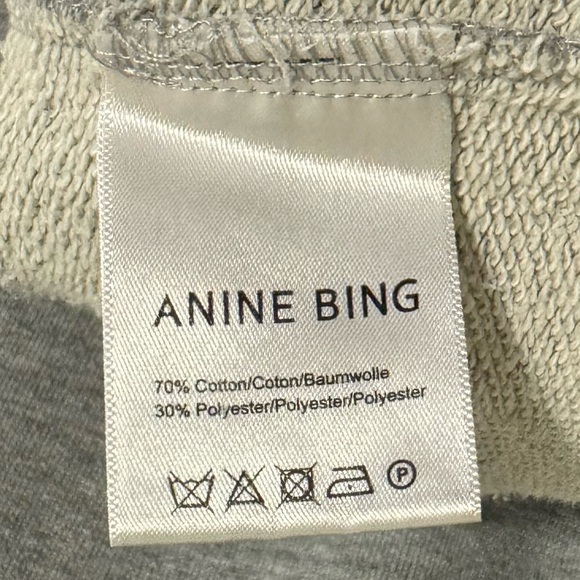 ANINE BING
70% Cotton/Coton/Baumwolle
30% Polyester/Polyester/Polyester
P